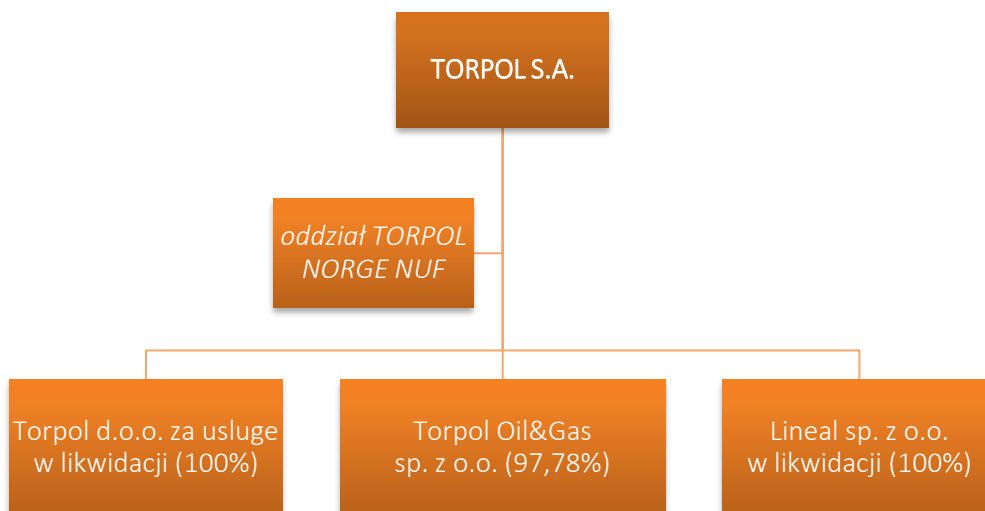 TORPOL S.A.
oddział TORPOL
NORGE NUF
Torpol d.o.o. za usluge
w likwidacji (100%)
Torpol Oil&Gas
sp. z o.o. (97,78%)
Lineal sp. z o.o.
w likwidacji (100%)